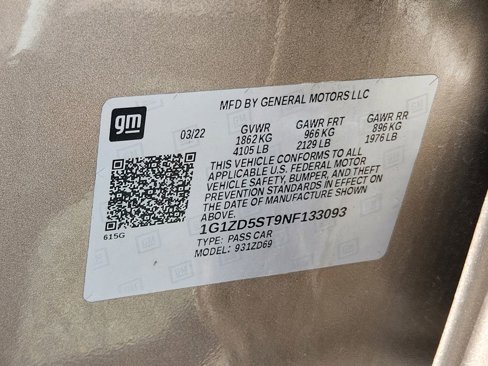 gm
MFD BY GENERAL MOTORS LLC
03/22 GVWR GAWR FRT GAWR RR
1862 KG 966 KG 896 KG
4105 LB 2129 LB 1976 LB
THIS VEHICLE CONFORMS TO ALL
APPLICABLE U.S. FEDERAL MOTOR
VEHICLE SAFETY, BUMPER, AND THEFT
PREVENTION STANDARDS IN EFFECT ON
THE DATE OF MANUFACTURE SHOWN
ABOVE.
1G1ZD5ST9NF133093
615G
TYPE: PASS CAR
MODEL: 931ZD69